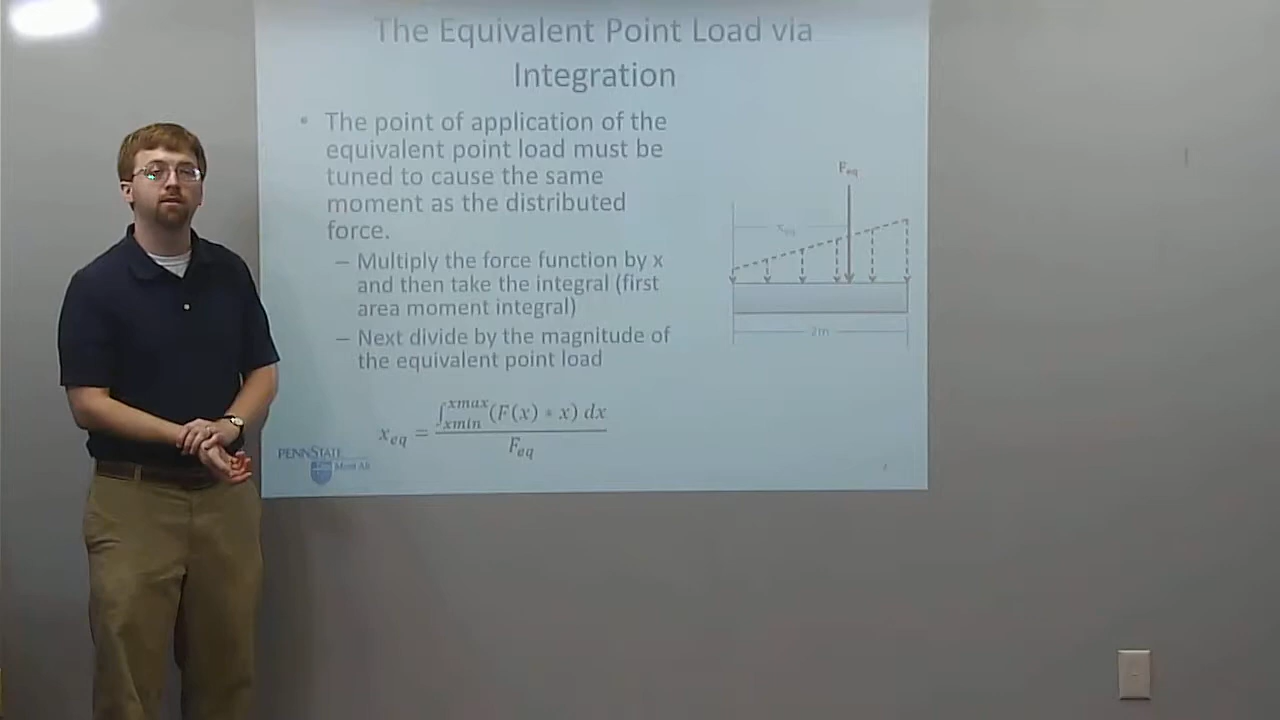 The Equivalent Point Load via
Integration
• The point of application of the
equivalent point load must be
tuned to cause the same
moment as the distributed
force.
– Multiply the force function by x
and then take the integral (first
area moment integral)
– Next divide by the magnitude of
the equivalent point load
x_eq = ∫_xmin^xmax (F(x) * x) dx / F_eq
F_eq
x_eq
2m
PENNSTATE
Mont Alto